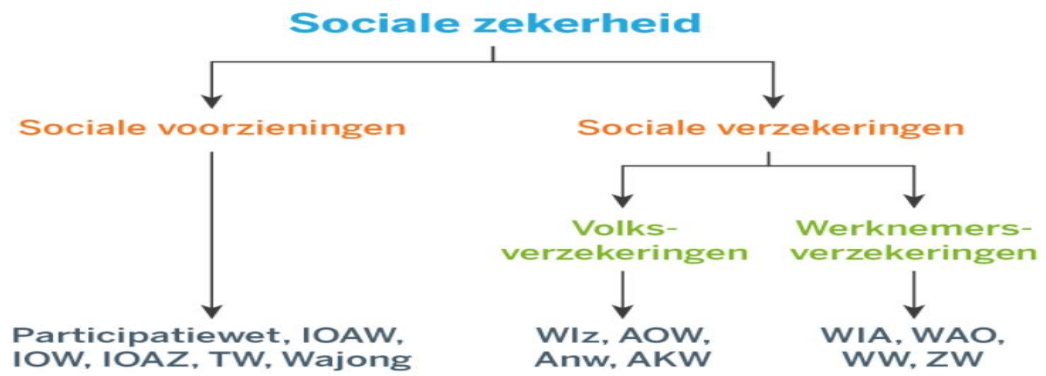 Sociale zekerheid
Sociale voorzieningen
Sociale verzekeringen
Volks-
verzekeringen
Werknemers-
verzekeringen
Participatiewet, IOAW,
IOW, IOAZ, TW, Wajong
Wlz, AOW,
Anw, AKW
WIA, WAO,
WW, ZW